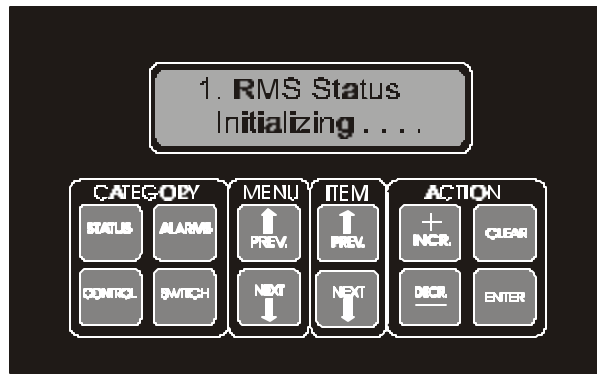 1. RMS Status
Initializing . . . .
CATEGORY MENU ITEM ACTION
STATUS ALARMS PREV. PREV. + INCR. CLEAR
CONTROL SWITCH NEXT NEXT DECR. ENTER